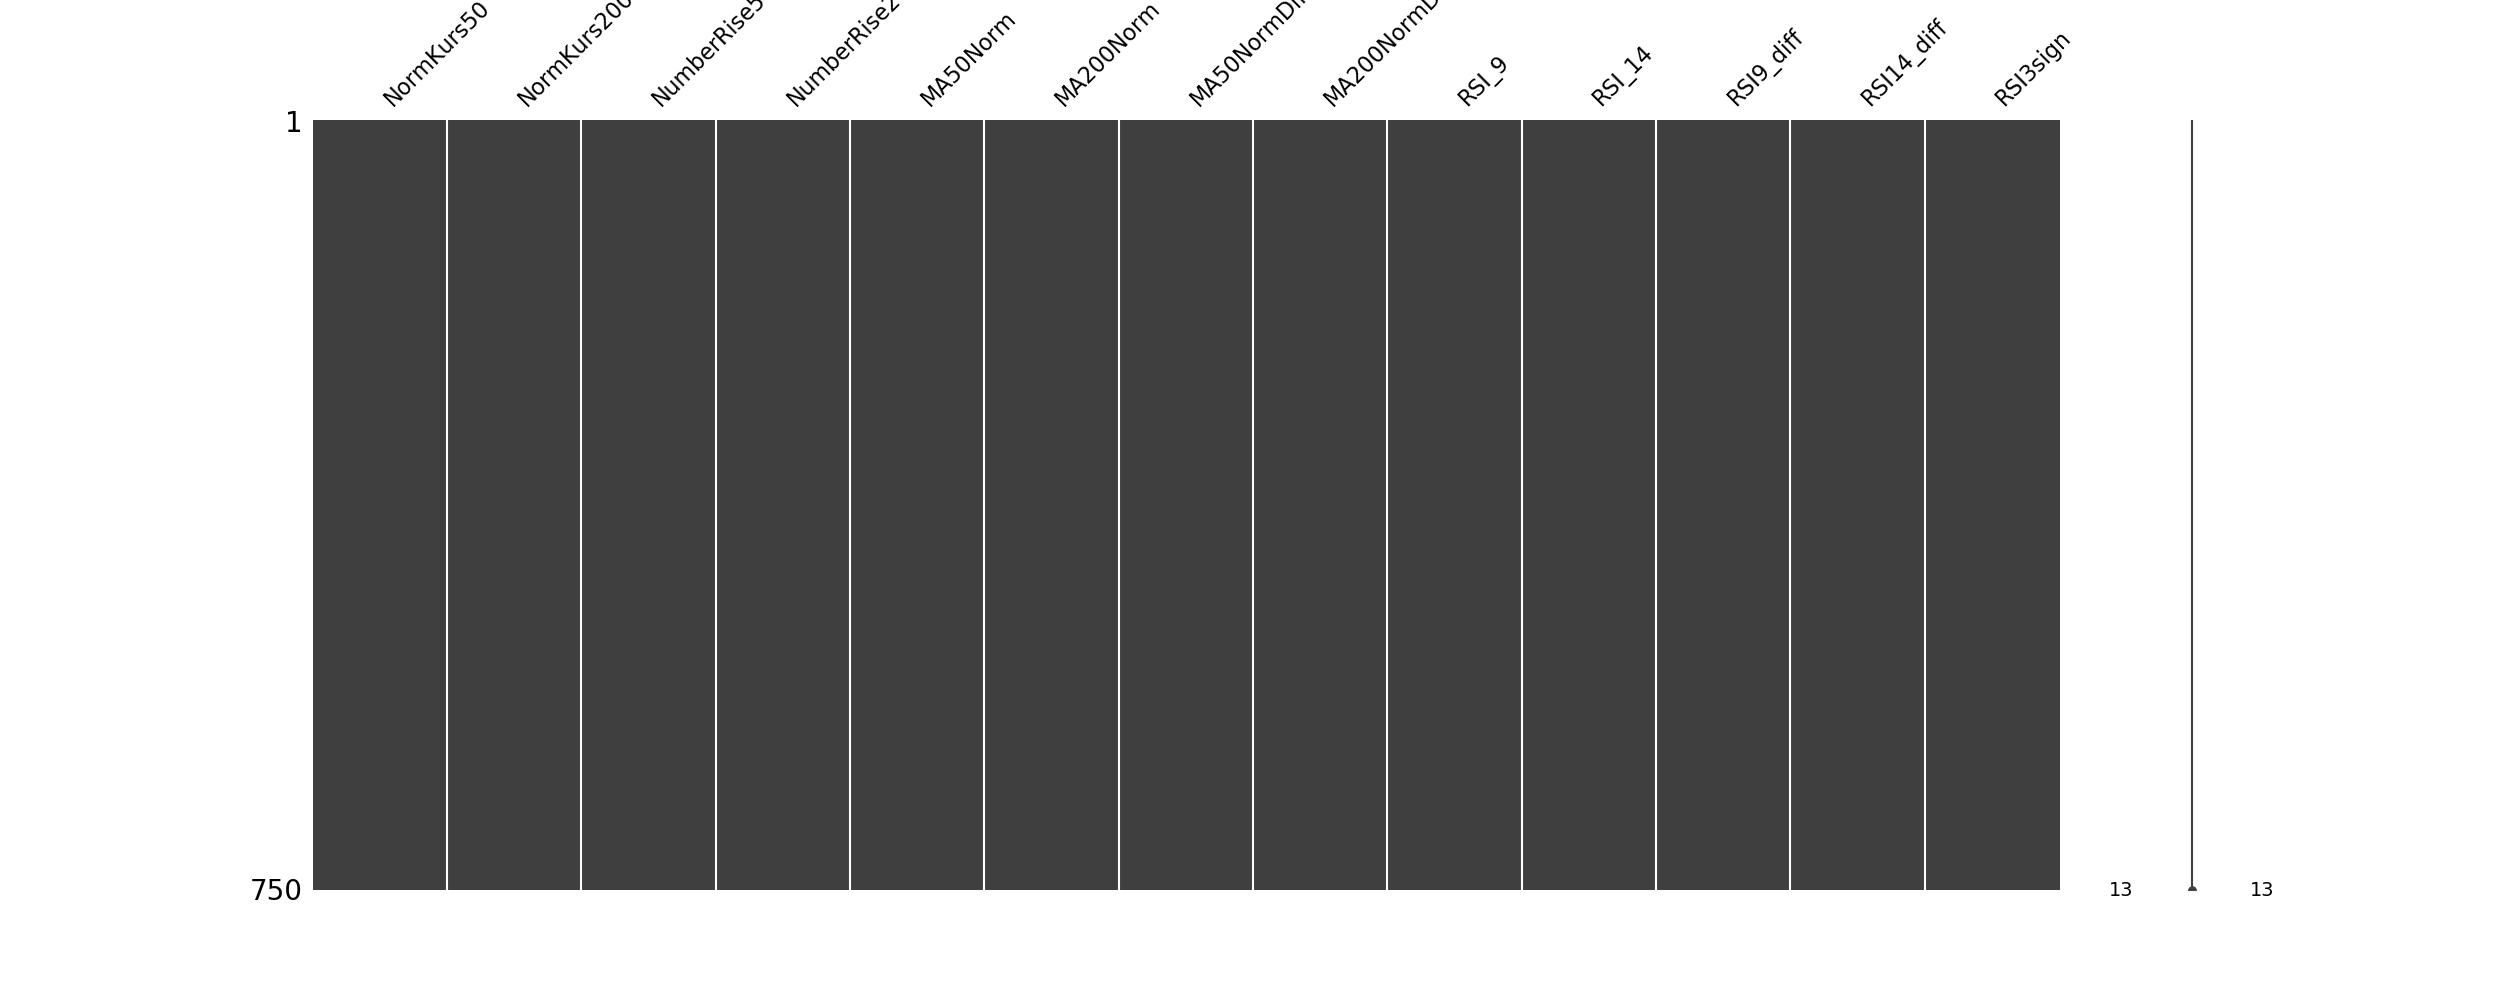 NormKurs50
NormKurs200
NumberRise5
NumberRise2
MA50Norm
MA200Norm
MA50NormDi
MA200NormD
RSI_9
RSI_14
RSI9_diff
RSI14_diff
RSI3sign
1
750
13
13